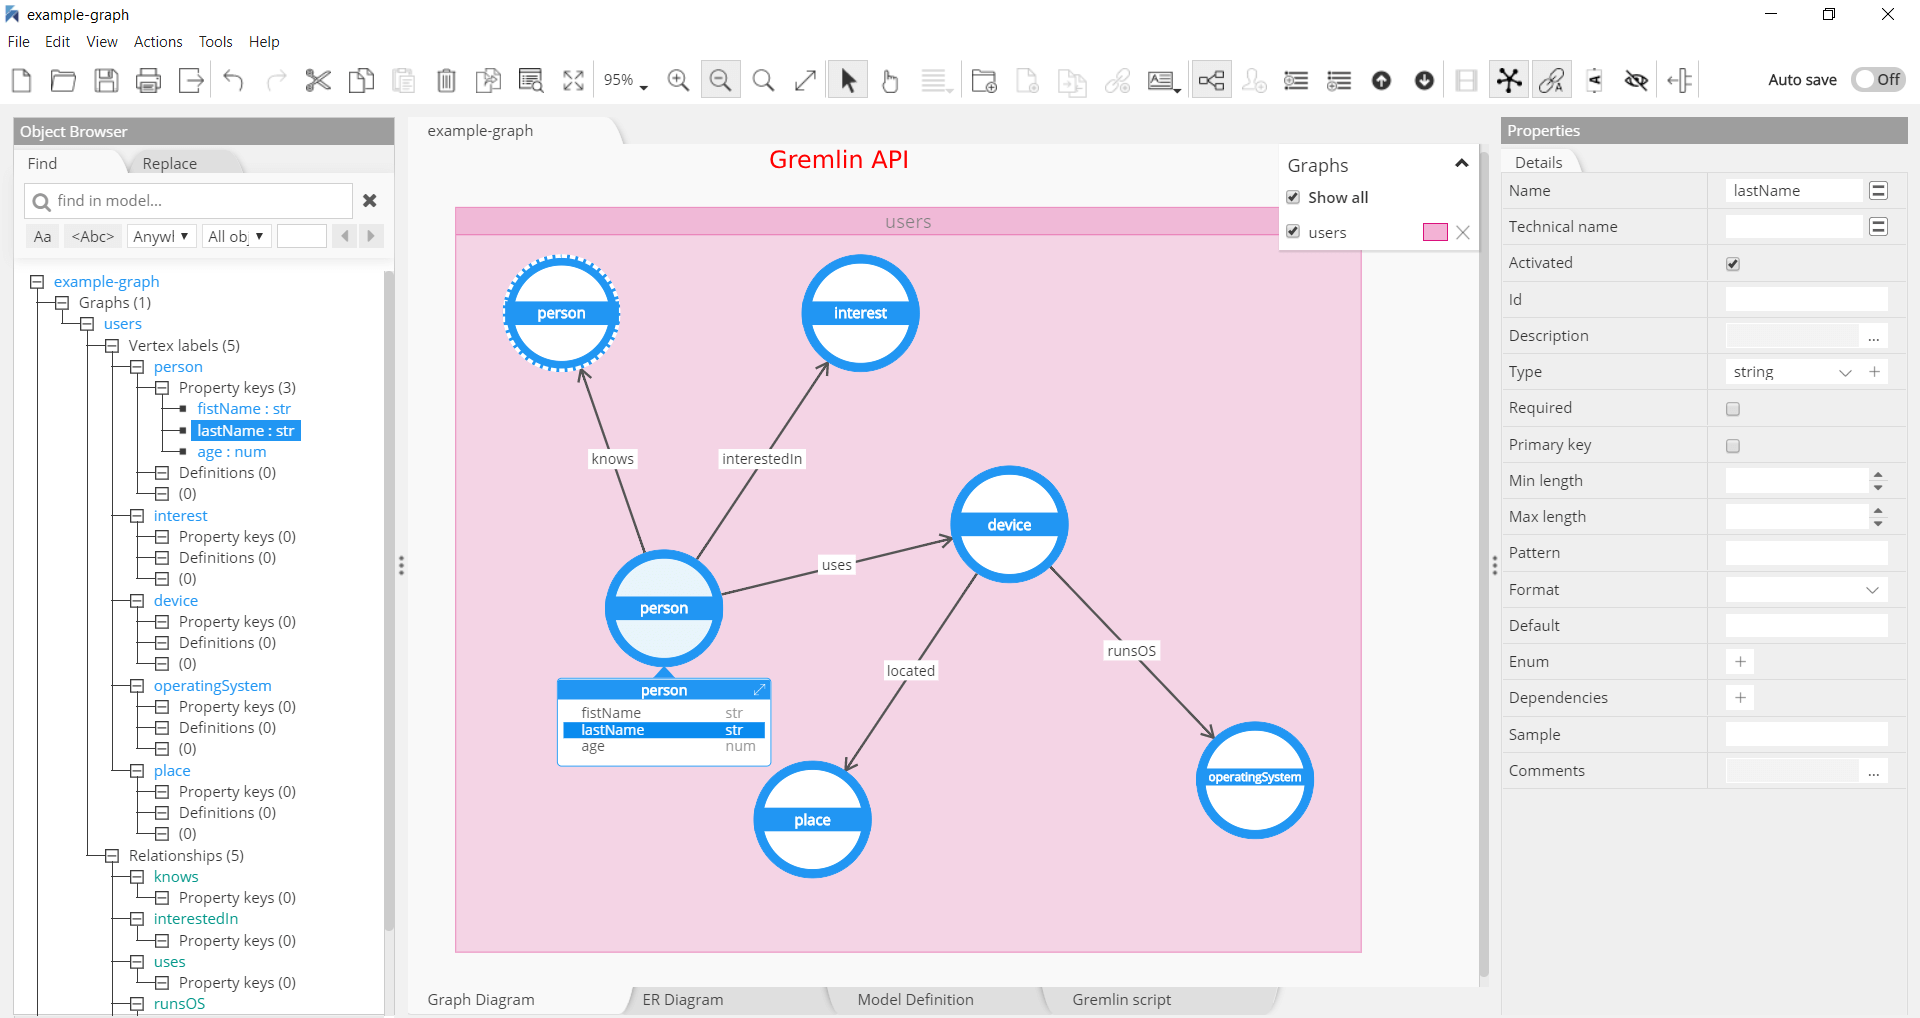 example-graph
File Edit View Actions Tools Help
95%
Auto save Off
Object Browser
Find Replace
find in model...
Aa <Abc> Anywl All obj
example-graph
Graphs (1)
users
Vertex labels (5)
person
Property keys (3)
fistName : str
lastName : str
age : num
Definitions (0)
(0)
interest
Property keys (0)
Definitions (0)
(0)
device
Property keys (0)
Definitions (0)
(0)
operatingSystem
Property keys (0)
Definitions (0)
(0)
place
Property keys (0)
Definitions (0)
(0)
Relationships (5)
knows
Property keys (0)
interestedIn
Property keys (0)
uses
Property keys (0)
runsOS
example-graph
Gremlin API
users
person
interest
knows
interestedIn
device
uses
person
located
runsOS
person
fistName str
lastName str
age num
place
operatingSystem
Graphs
Show all
users
Graph Diagram ER Diagram Model Definition Gremlin script
Properties
Details
Name lastName
Technical name
Activated
Id
Description ...
Type string
Required
Primary key
Min length
Max length
Pattern
Format
Default
Enum +
Dependencies +
Sample
Comments ...